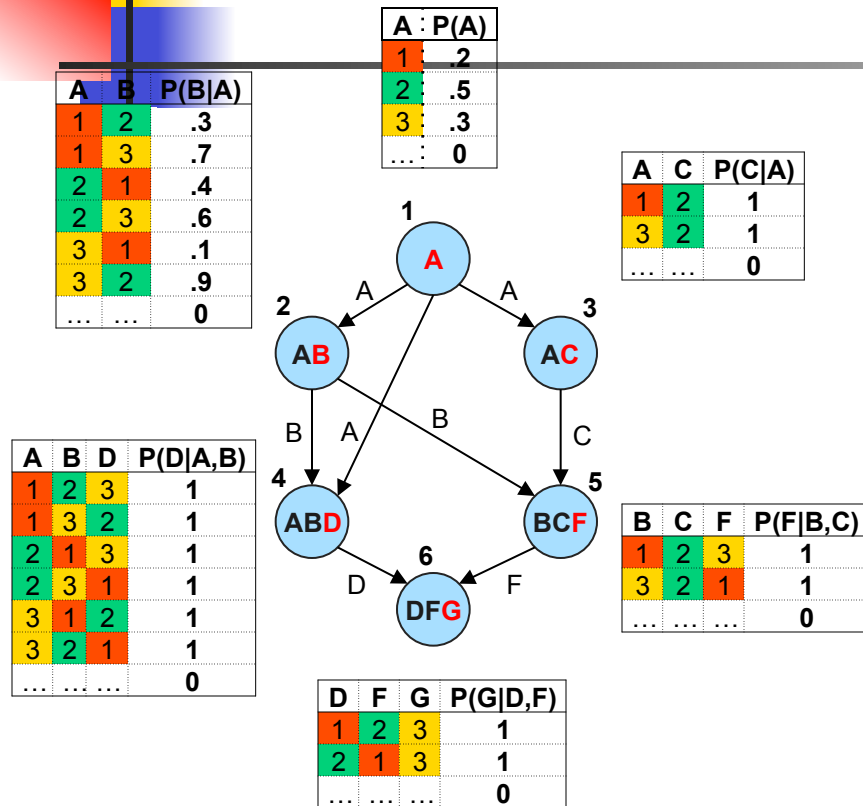 A P(A)
1 .2
2 .5
3 .3
... 0
A B P(B|A)
1 2 .3
1 3 .7
2 1 .4
2 3 .6
3 1 .1
3 2 .9
... ... 0
A C P(C|A)
1 2 1
3 2 1
... ... 0
1
A
A A
2 3
AB AC
B A B C
4 5
ABD BCF
6
D F
DFG
A B D P(D|A,B)
1 2 3 1
1 3 2 1
2 1 3 1
2 3 1 1
3 1 2 1
3 2 1 1
... ... ... 0
B C F P(F|B,C)
1 2 3 1
3 2 1 1
... ... ... 0
D F G P(G|D,F)
1 2 3 1
2 1 3 1
... ... ... 0